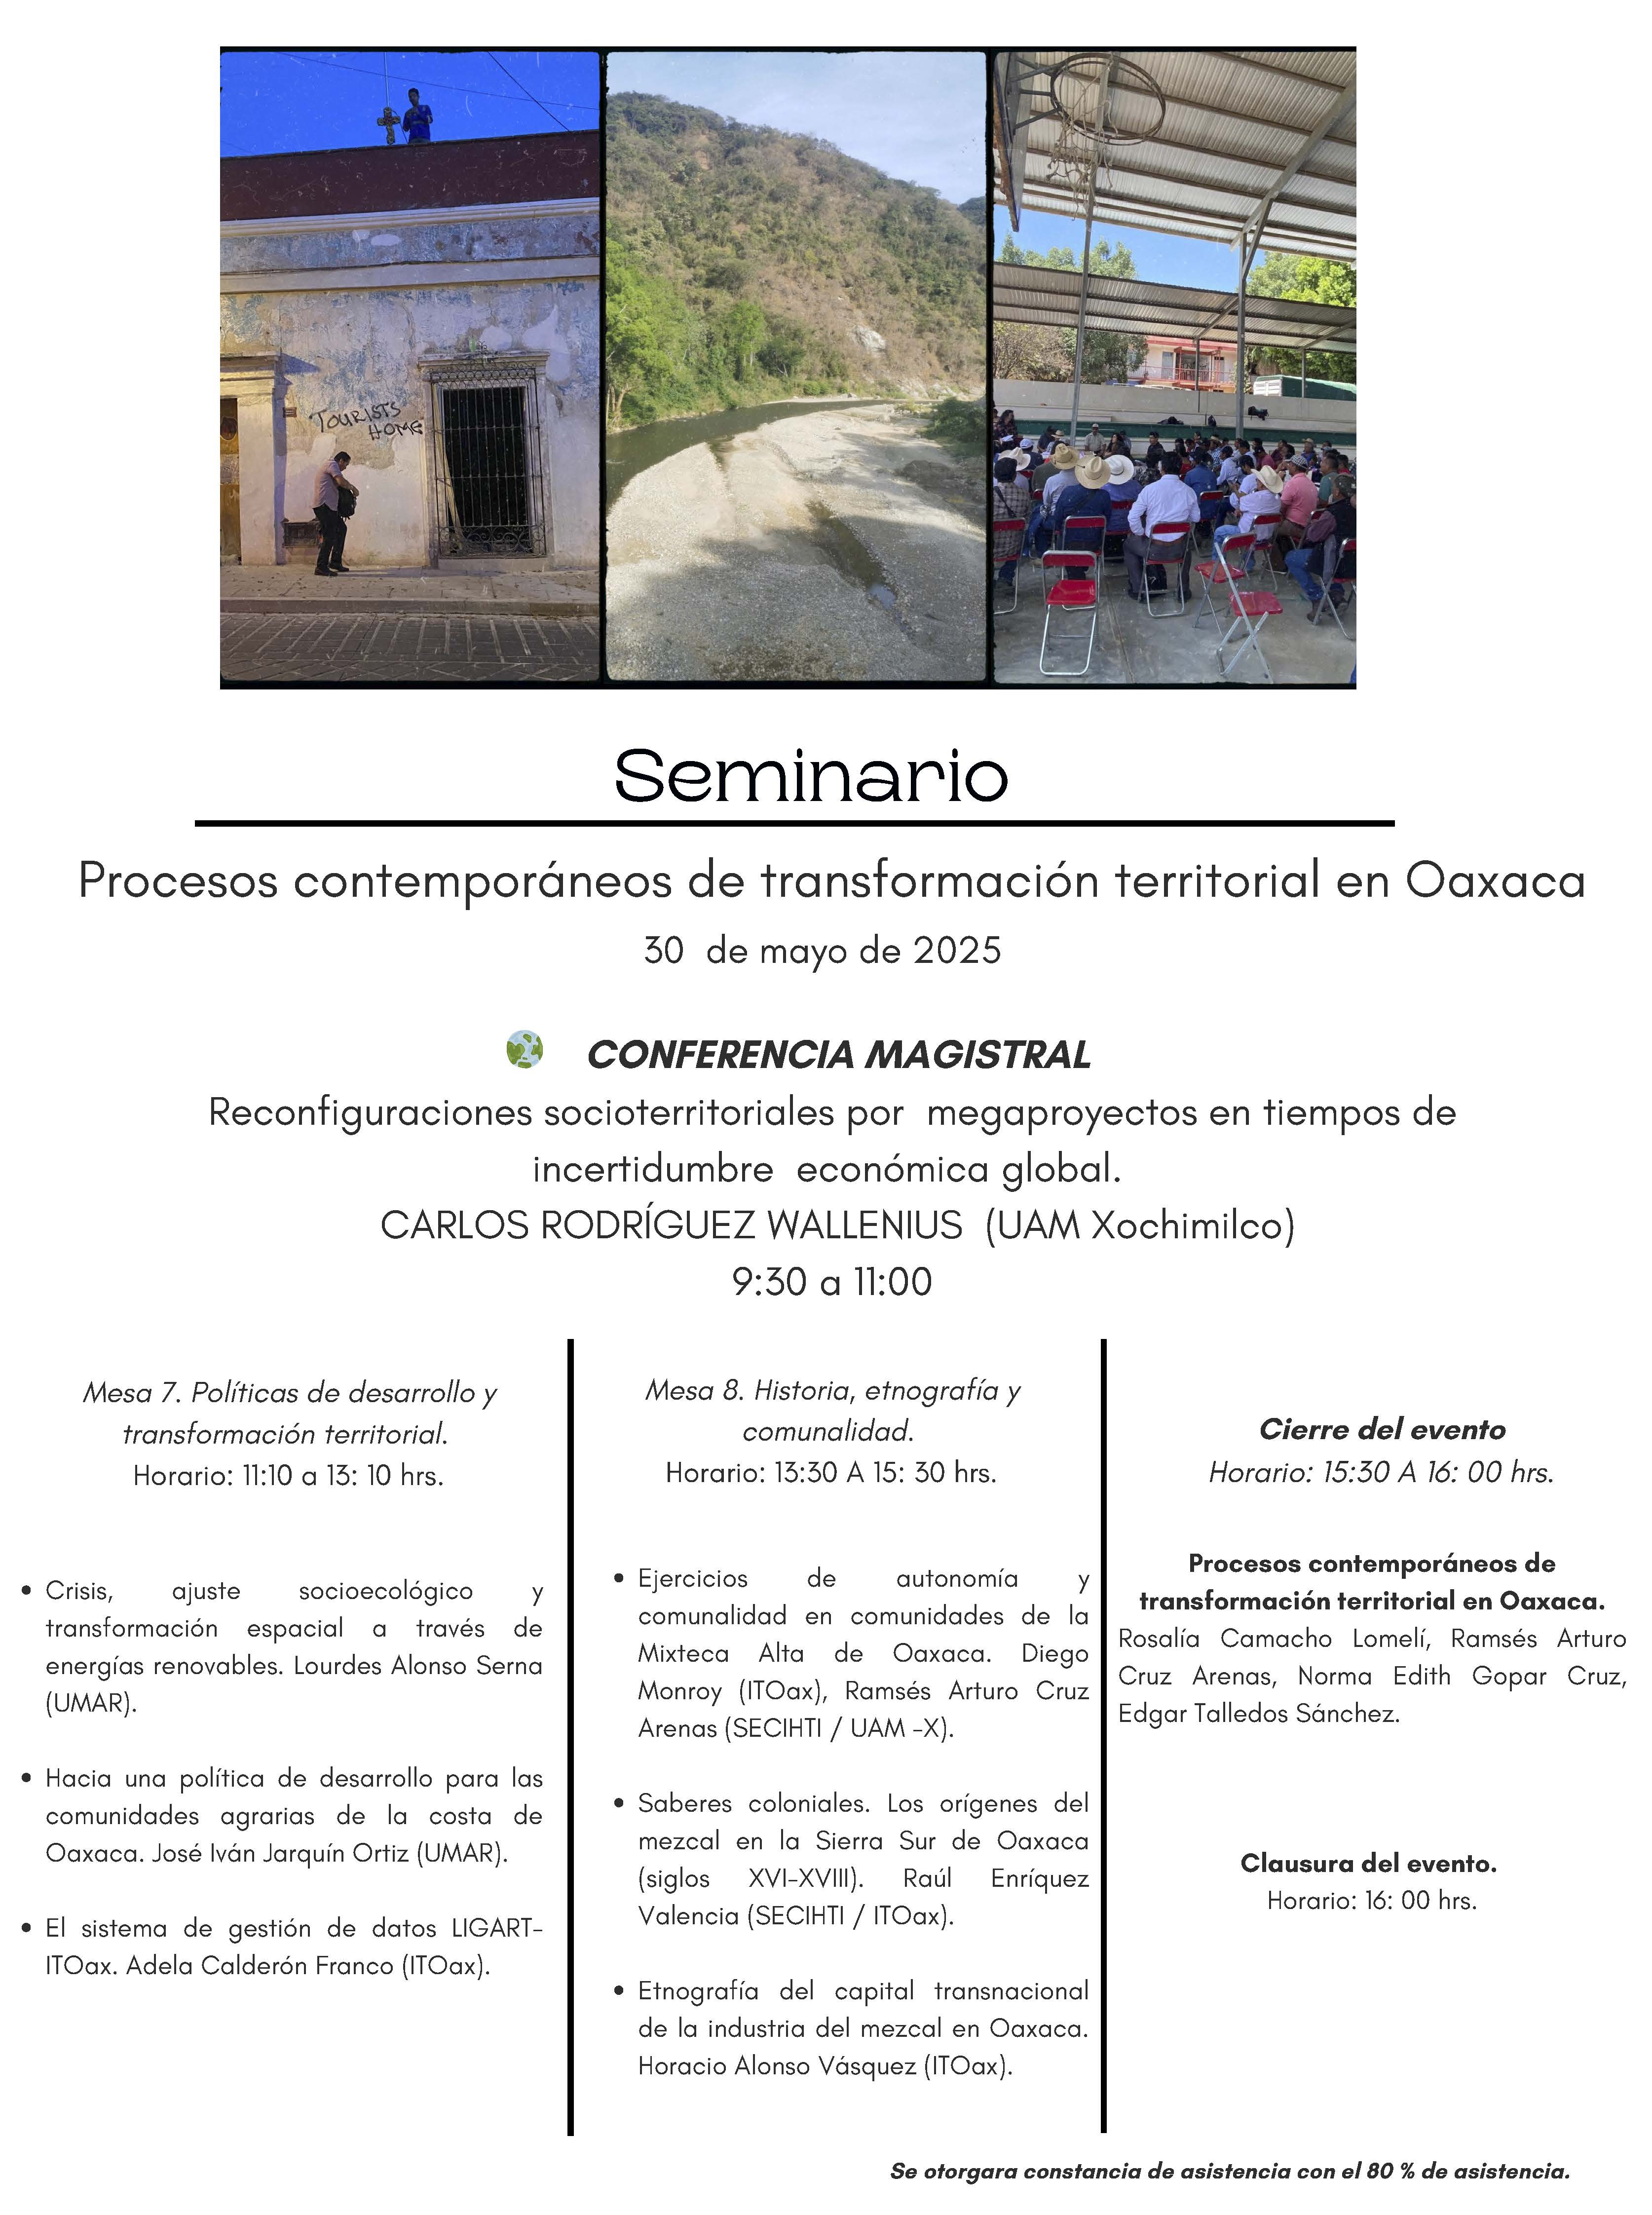 TOURISTS
HOME
Seminario
Procesos contemporáneos de transformación territorial en Oaxaca
30 de mayo de 2025
CONFERENCIA MAGISTRAL
Reconfiguraciones socioterritoriales por megaproyectos en tiempos de
incertidumbre económica global.
CARLOS RODRÍGUEZ WALLENIUS (UAM Xochimilco)
9:30 a 11:00
Mesa 7. Políticas de desarrollo y
transformación territorial.
Horario: 11:10 a 13: 10 hrs.
• Crisis, ajuste socioecológico y
transformación espacial a través de
energías renovables. Lourdes Alonso Serna
(UMAR).
• Hacia una política de desarrollo para las
comunidades agrarias de la costa de
Oaxaca. José Iván Jarquín Ortiz (UMAR).
• El sistema de gestión de datos LIGART-
ITOax. Adela Calderón Franco (ITOax).
Mesa 8. Historia, etnografía y
comunalidad.
Horario: 13:30 A 15: 30 hrs.
• Ejercicios de autonomía y
comunalidad en comunidades de la
Mixteca Alta de Oaxaca. Diego
Monroy (ITOax), Ramsés Arturo Cruz
Arenas (SECIHTI / UAM -X).
• Saberes coloniales. Los orígenes del
mezcal en la Sierra Sur de Oaxaca
(siglos XVI-XVIII). Raúl Enríquez
Valencia (SECIHTI / ITOax).
• Etnografía del capital transnacional
de la industria del mezcal en Oaxaca.
Horacio Alonso Vásquez (ITOax).
Cierre del evento
Horario: 15:30 A 16: 00 hrs.
Procesos contemporáneos de
transformación territorial en Oaxaca.
Rosalía Camacho Lomelí, Ramsés Arturo
Cruz Arenas, Norma Edith Gopar Cruz,
Edgar Talledos Sánchez.
Clausura del evento.
Horario: 16: 00 hrs.
Se otorgara constancia de asistencia con el 80 % de asistencia.